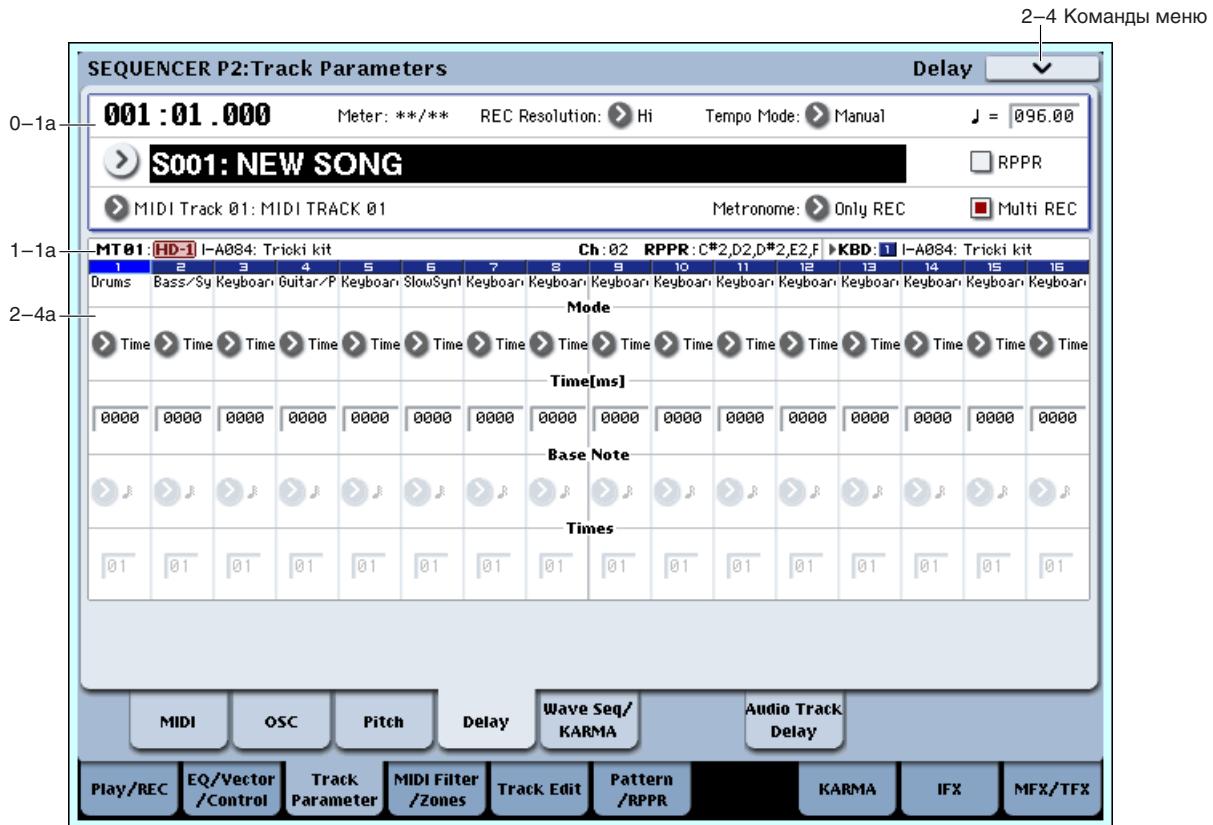 2–4 Команды меню
SEQUENCER P2:Track Parameters Delay
0–1a
001:01.000 Meter: **/** REC Resolution: Hi Tempo Mode: Manual ♩ = 096.00
S001: NEW SONG RPPR
MIDI Track 01: MIDI TRACK 01 Metronome: Only REC Multi REC
1–1a
MT01: HD-1 I-A084: Tricki kit Ch:02 RPPR:C#2,D2,D#2,E2,F KBD: 1 I-A084: Tricki kit
1 2 3 4 5 6 7 8 9 10 11 12 13 14 15 16
Drums Bass/Sy Keyboar Guitar/P Keyboar SlowSynt Keyboar Keyboar Keyboar Keyboar Keyboar Keyboar Keyboar Keyboar Keyboar Keyboar
2–4a
Mode
Time Time Time Time Time Time Time Time Time Time Time Time Time Time Time Time
Time[ms]
0000 0000 0000 0000 0000 0000 0000 0000 0000 0000 0000 0000 0000 0000 0000 0000
Base Note
Times
01 01 01 01 01 01 01 01 01 01 01 01 01 01 01 01
MIDI OSC Pitch Delay Wave Seq/ KARMA Audio Track Delay
Play/REC EQ/Vector /Control Track Parameter MIDI Filter /Zones Track Edit Pattern /RPPR KARMA IFX MFX/TFX